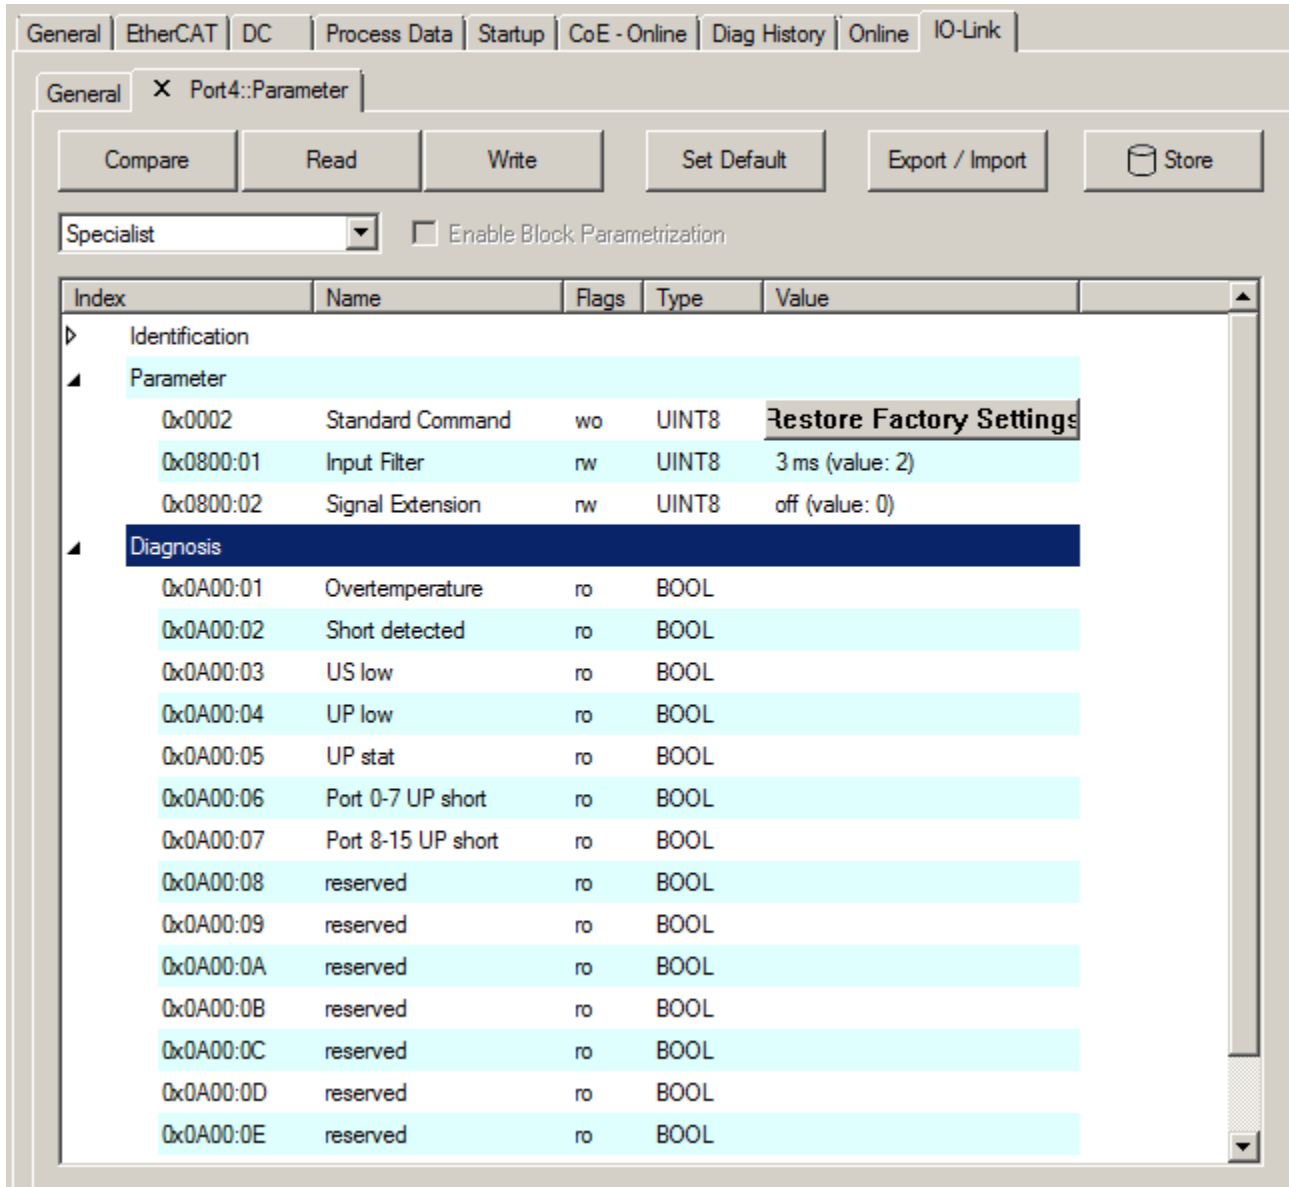 General EtherCAT DC Process Data Startup CoE - Online Diag History Online IO-Link
General X Port4::Parameter
Compare Read Write Set Default Export / Import Store
Specialist Enable Block Parametrization
Index Name Flags Type Value
Identification
Parameter
0x0002 Standard Command wo UINT8 Restore Factory Settings
0x0800:01 Input Filter rw UINT8 3 ms (value: 2)
0x0800:02 Signal Extension rw UINT8 off (value: 0)
Diagnosis
0x0A00:01 Overtemperature ro BOOL
0x0A00:02 Short detected ro BOOL
0x0A00:03 US low ro BOOL
0x0A00:04 UP low ro BOOL
0x0A00:05 UP stat ro BOOL
0x0A00:06 Port 0-7 UP short ro BOOL
0x0A00:07 Port 8-15 UP short ro BOOL
0x0A00:08 reserved ro BOOL
0x0A00:09 reserved ro BOOL
0x0A00:0A reserved ro BOOL
0x0A00:0B reserved ro BOOL
0x0A00:0C reserved ro BOOL
0x0A00:0D reserved ro BOOL
0x0A00:0E reserved ro BOOL